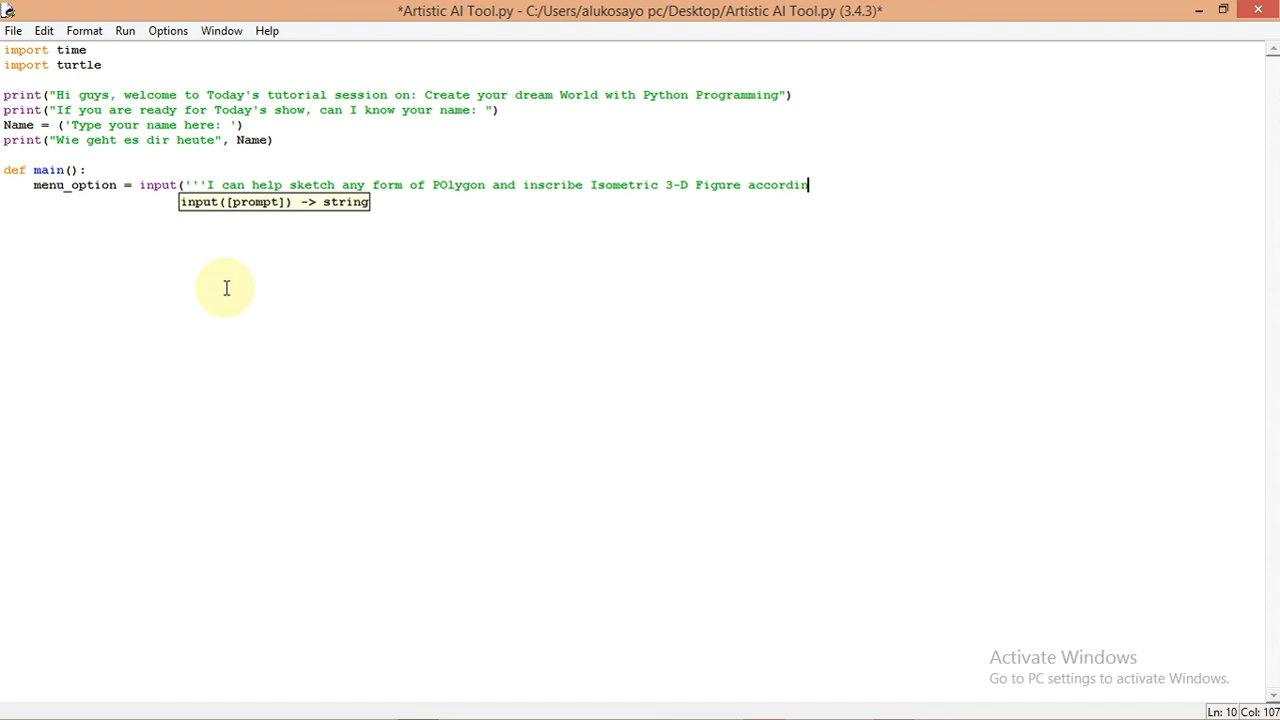 *Artistic AI Tool.py - C:/Users/alukosayo pc/Desktop/Artistic AI Tool.py (3.4.3)*
File Edit Format Run Options Window Help
import time
import turtle
print("Hi guys, welcome to Today's tutorial session on: Create your dream World with Python Programming")
print("If you are ready for Today's show, can I know your name: ")
Name = ('Type your name here: ')
print("Wie geht es dir heute", Name)
def main():
menu_option = input('''I can help sketch any form of POlygon and inscribe Isometric 3-D Figure accordin
input([prompt]) -> string
Activate Windows
Go to PC settings to activate Windows.
Ln: 10 Col: 107